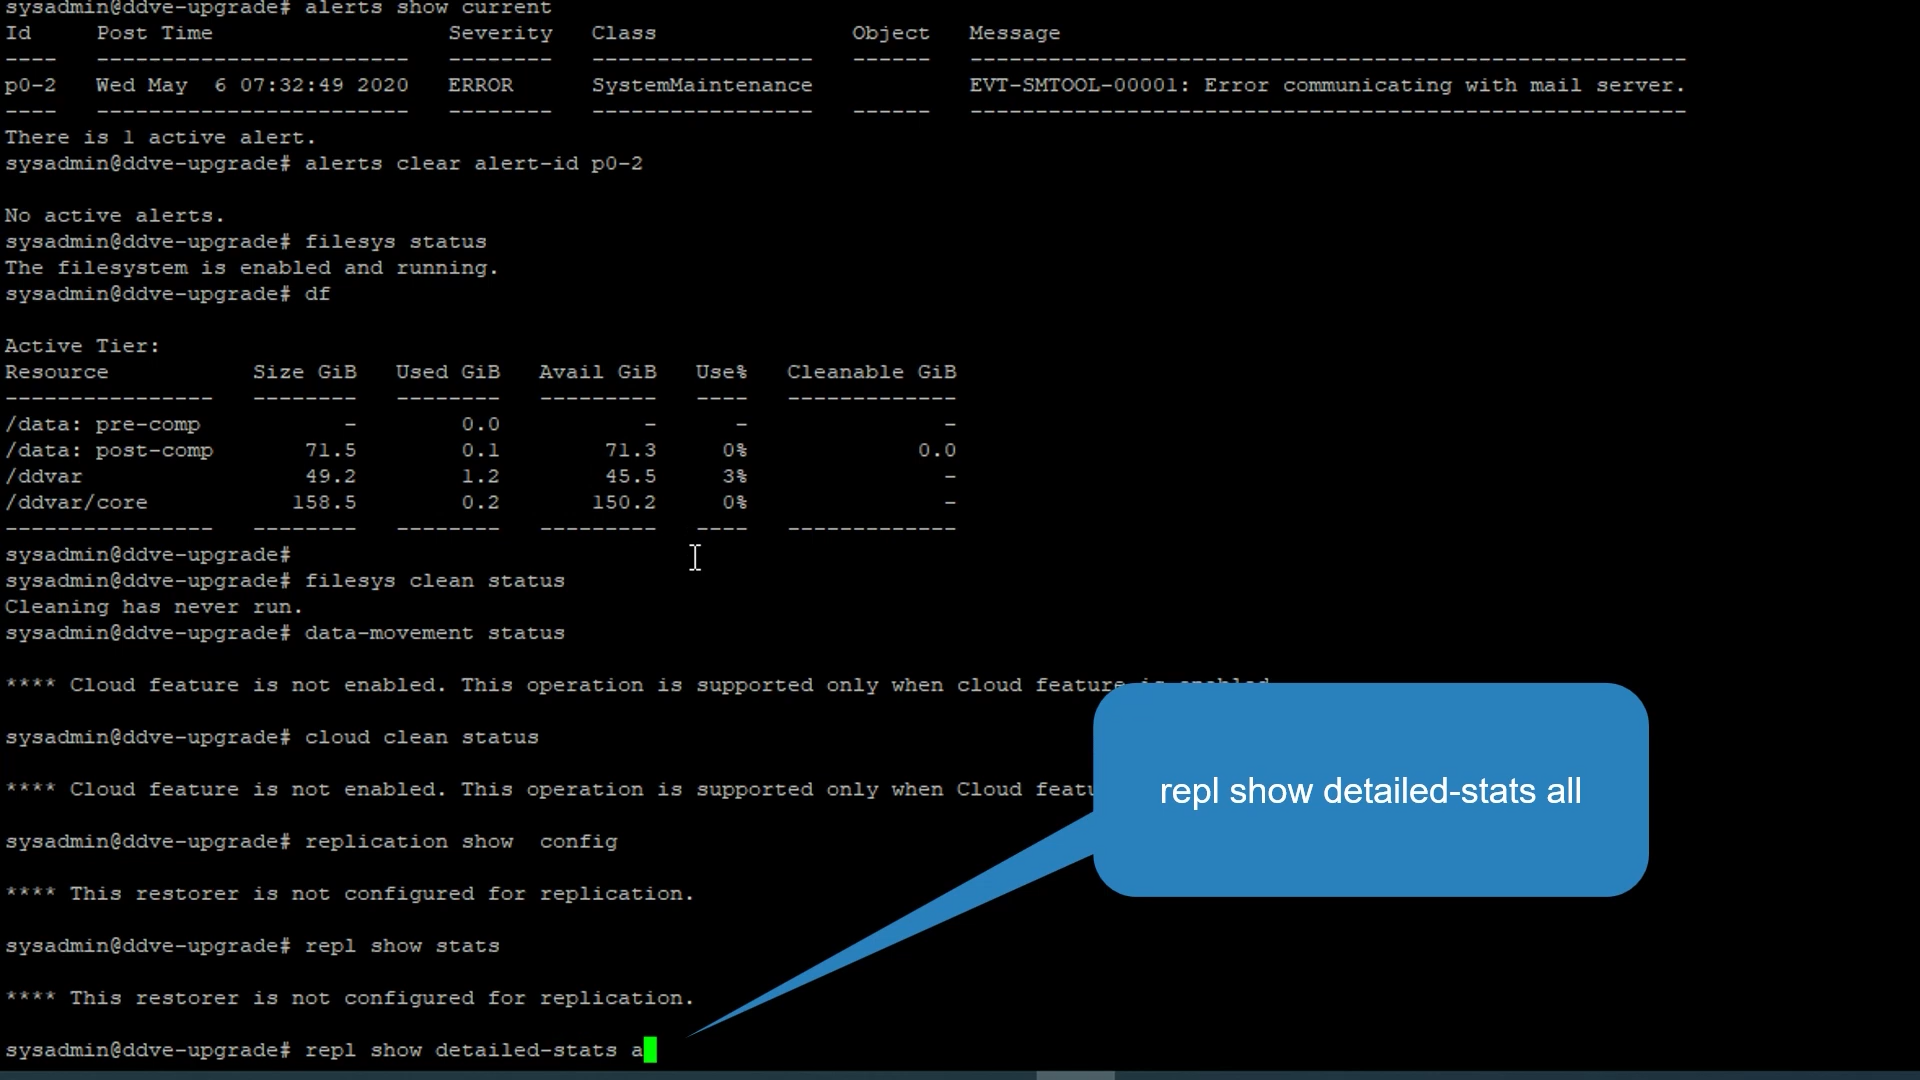 sysadmin@ddve-upgrade# alerts show current
Id Post Time Severity Class Object Message
---- ------------------------ -------- ----------------- ------ -------------------------------------------------------
p0-2 Wed May  6 07:32:49 2020 ERROR SystemMaintenance EVT-SMTOOL-00001: Error communicating with mail server.
---- ------------------------ -------- ----------------- ------ -------------------------------------------------------
There is 1 active alert.
sysadmin@ddve-upgrade# alerts clear alert-id p0-2
No active alerts.
sysadmin@ddve-upgrade# filesys status
The filesystem is enabled and running.
sysadmin@ddve-upgrade# df
Active Tier:
Resource Size GiB Used GiB Avail GiB Use% Cleanable GiB
---------------- -------- -------- --------- ---- -------------
/data: pre-comp - 0.0 - - -
/data: post-comp 71.5 0.1 71.3 0% 0.0
/ddvar 49.2 1.2 45.5 3% -
/ddvar/core 158.5 0.2 150.2 0% -
---------------- -------- -------- --------- ---- -------------
sysadmin@ddve-upgrade#
sysadmin@ddve-upgrade# filesys clean status
Cleaning has never run.
sysadmin@ddve-upgrade# data-movement status
**** Cloud feature is not enabled. This operation is supported only when cloud feature is enabled
sysadmin@ddve-upgrade# cloud clean status
**** Cloud feature is not enabled. This operation is supported only when Cloud featu
repl show detailed-stats all
sysadmin@ddve-upgrade# replication show  config
**** This restorer is not configured for replication.
sysadmin@ddve-upgrade# repl show stats
**** This restorer is not configured for replication.
sysadmin@ddve-upgrade# repl show detailed-stats a